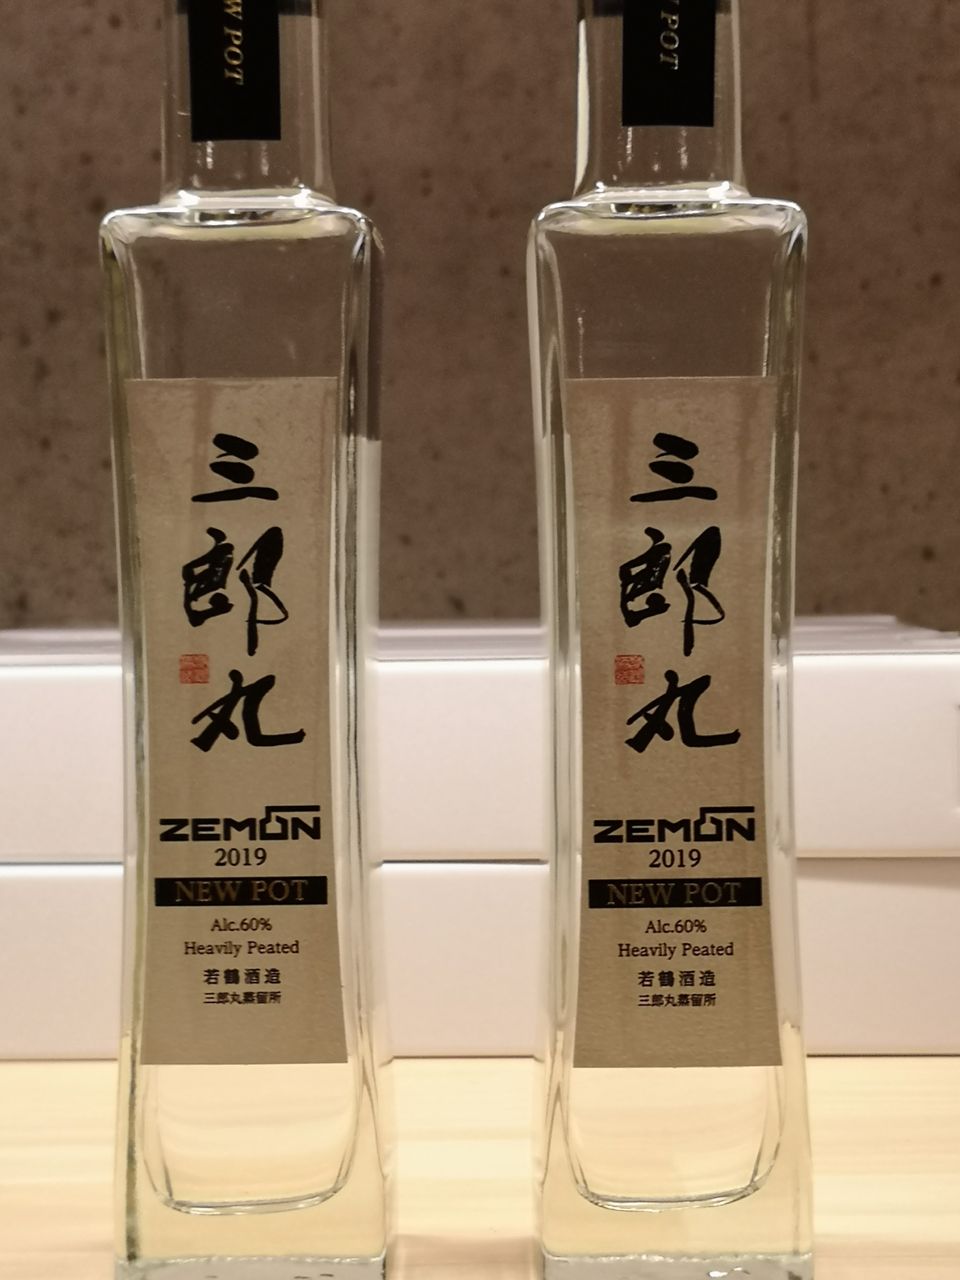 W POT
三郎丸
ZEMON
2019
NEW POT
Alc.60%
Heavily Peated
若鶴酒造
三郎丸蒸留所
W POT
三郎丸
ZEMON
2019
NEW POT
Alc.60%
Heavily Peated
若鶴酒造
三郎丸蒸留所